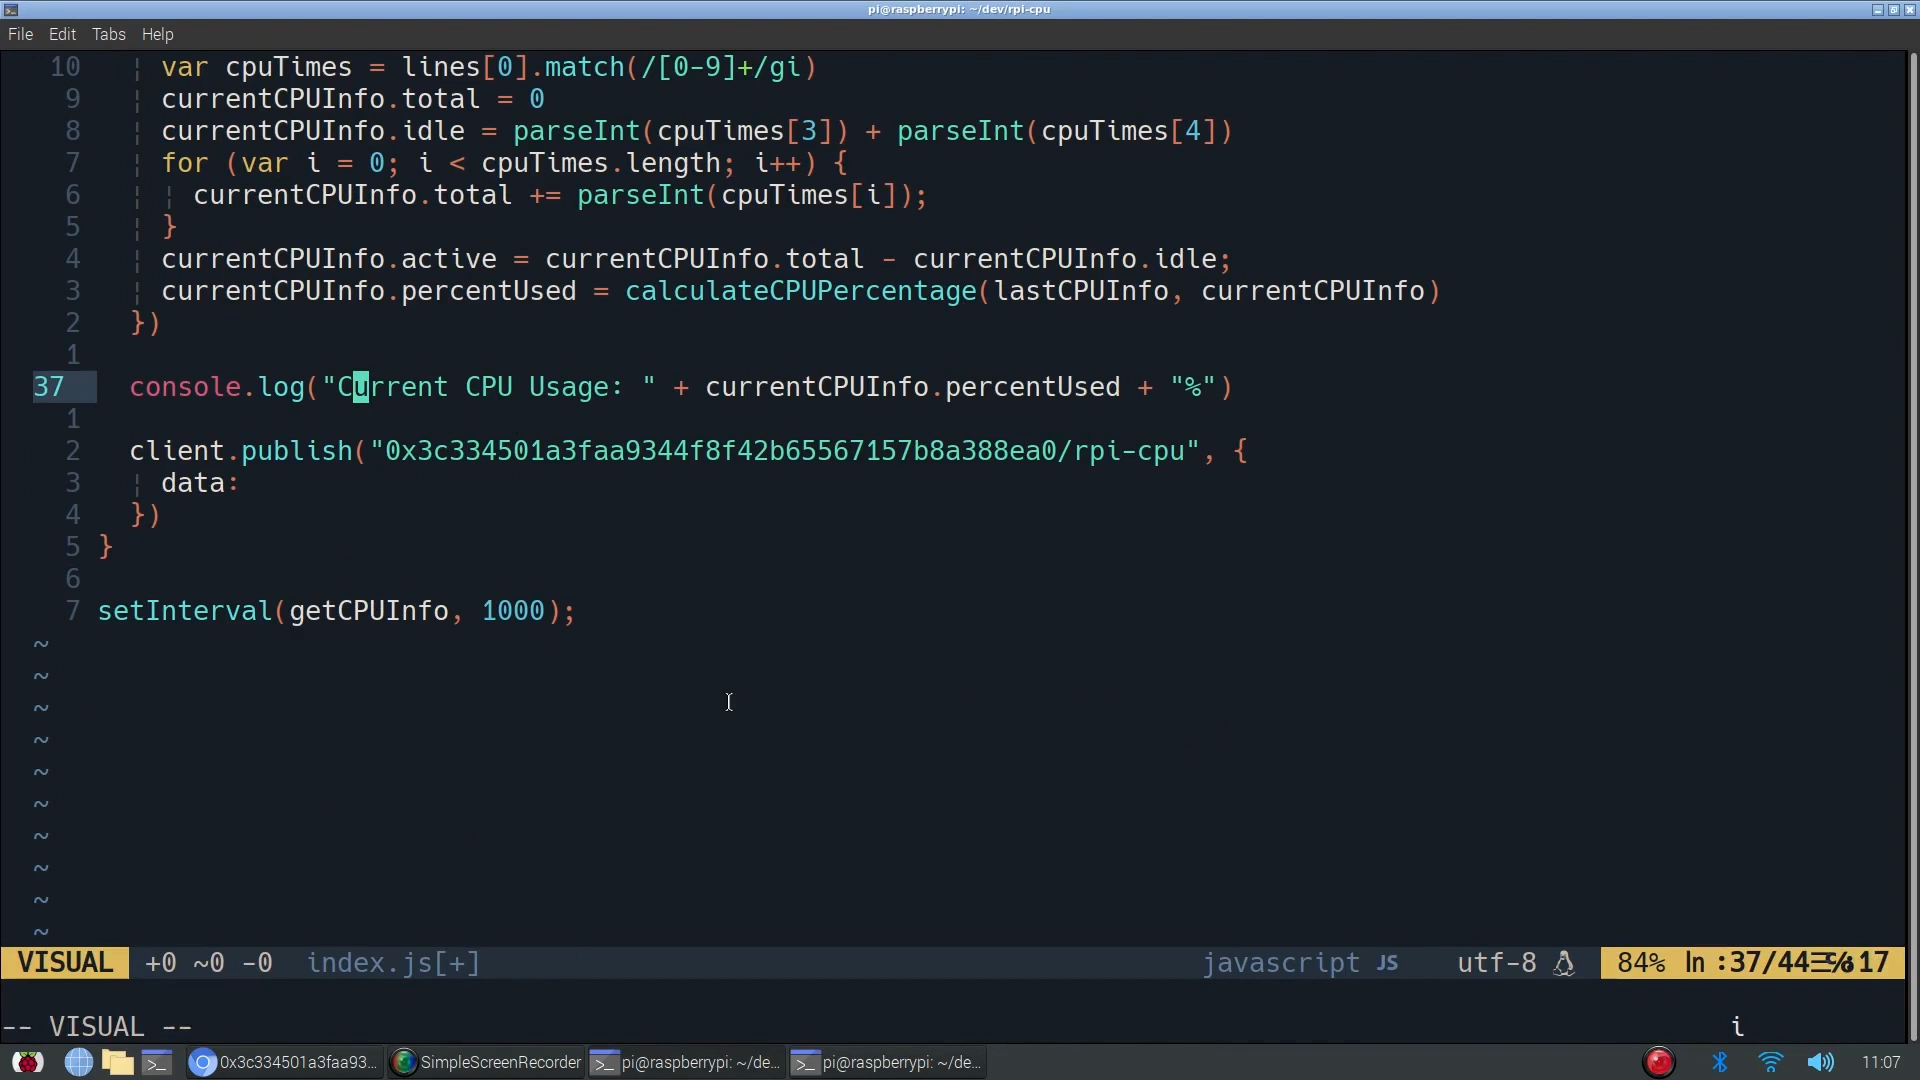 pi@raspberrypi: ~/dev/rpi-cpu
File Edit Tabs Help
10 var cpuTimes = lines[0].match(/[0-9]+/gi)
9 currentCPUInfo.total = 0
8 currentCPUInfo.idle = parseInt(cpuTimes[3]) + parseInt(cpuTimes[4])
7 for (var i = 0; i < cpuTimes.length; i++) {
6 currentCPUInfo.total += parseInt(cpuTimes[i]);
5 }
4 currentCPUInfo.active = currentCPUInfo.total - currentCPUInfo.idle;
3 currentCPUInfo.percentUsed = calculateCPUPercentage(lastCPUInfo, currentCPUInfo)
2 })
1
37 console.log("Current CPU Usage: " + currentCPUInfo.percentUsed + "%")
1
2 client.publish("0x3c334501a3faa9344f8f42b65567157b8a388ea0/rpi-cpu", {
3 data:
4 })
5 }
6
7 setInterval(getCPUInfo, 1000);
~
~
~
~
~
~
~
~
~
~
VISUAL +0 ~0 -0 index.js[+] javascript JS utf-8 84% ln :37/44 17
-- VISUAL -- i
0x3c334501a3faa93... SimpleScreenRecorder pi@raspberrypi: ~/de... pi@raspberrypi: ~/de... 11:07